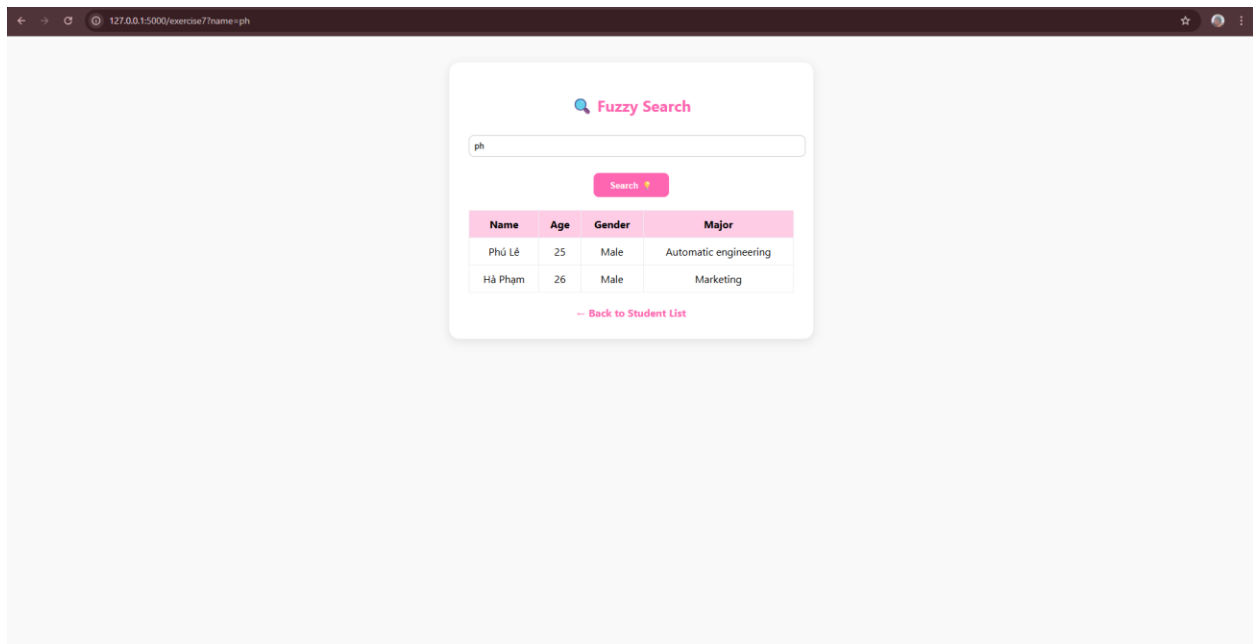 127.0.0.1:5000/exercise7?name=ph
Fuzzy Search
ph
Search
Name Age Gender Major
Phú Lê 25 Male Automatic engineering
Hà Phạm 26 Male Marketing
← Back to Student List